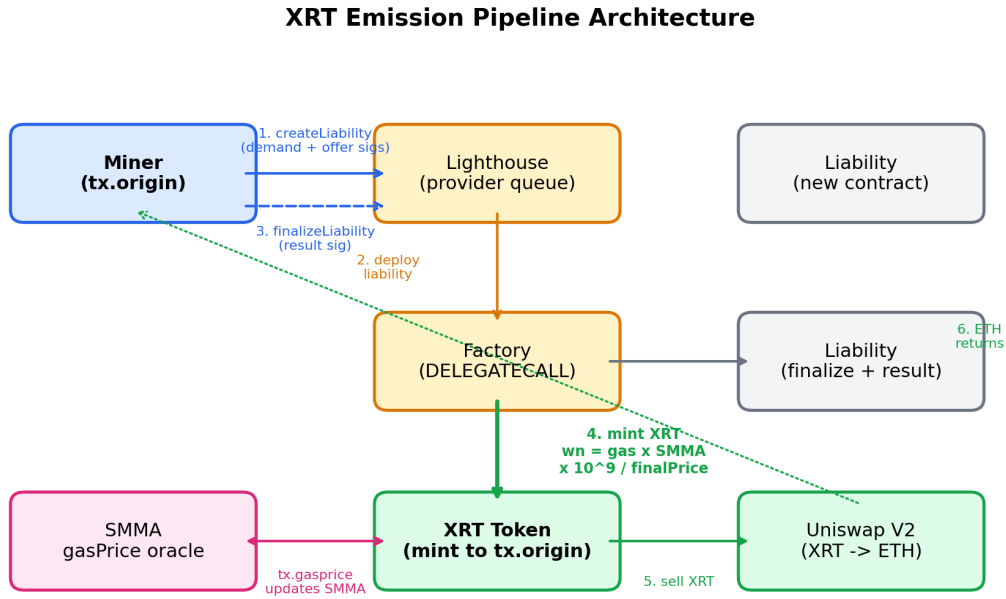 XRT Emission Pipeline Architecture
Miner
(tx.origin)
1. createLiability
(demand + offer sigs)
Lighthouse
(provider queue)
Liability
(new contract)
3. finalizeLiability
(result sig)
2. deploy
liability
Factory
(DELEGATECALL)
Liability
(finalize + result)
6. ETH
returns
4. mint XRT
wn = gas x SMMA
x 10^9 / finalPrice
SMMA
gasPrice oracle
tx.gasprice
updates SMMA
XRT Token
(mint to tx.origin)
5. sell XRT
Uniswap V2
(XRT -> ETH)